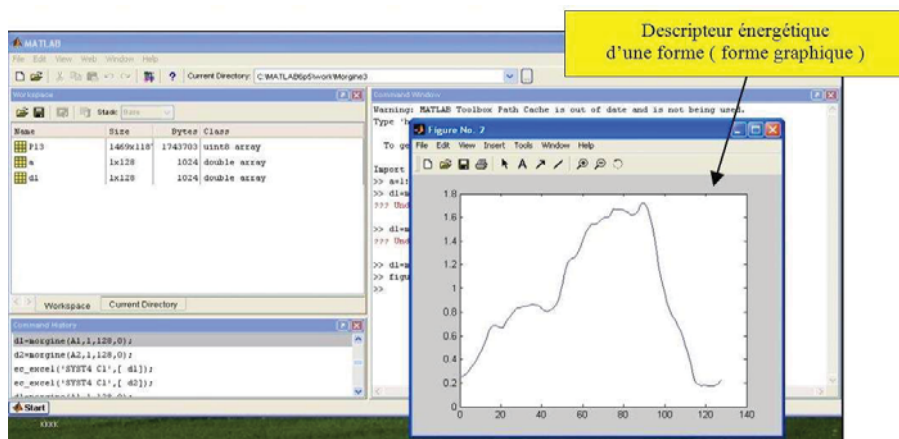 Descripteur énergétique
d'une forme ( forme graphique )
MATLAB
File Edit View Web Window Help
? Current Directory: C:\MATLAB6p5\work\Morgine3
Workspace
Stack: Base
Name Size Bytes Class
P13 1469x118 1743703 uint8 array
a 1x128 1024 double array
d1 1x128 1024 double array
Workspace Current Directory
Command History
d1=morgine(A1,1,128,0);
d2=morgine(A2,1,128,0);
ec_excel('SYST4 C1',[ d1]);
ec_excel('SYST4 C1',[ d2]);
Start
Command Window
Warning: MATLAB Toolbox Path Cache is out of date and is not being used.
Type 'h
To ge
Import
>> a=1:
>> d1=m
??? Und
>> d1=m
??? Und
>> d1=m
>> figu
>>
Figure No. 2
File Edit View Insert Tools Window Help
A
1.8
1.6
1.4
1.2
1
0.8
0.6
0.4
0.2
0
0 20 40 60 80 100 120 140